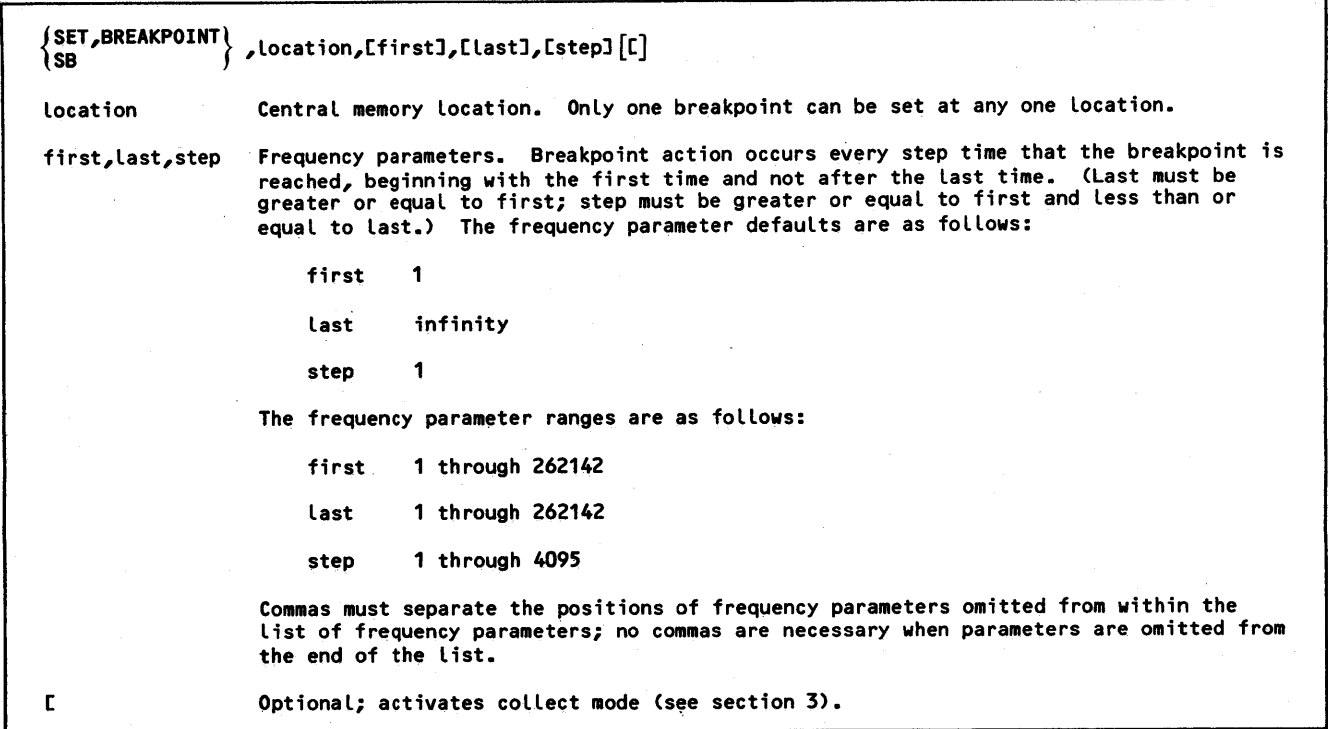 {SET,BREAKPOINT} ,location,[first],[last],[step] [[]
{SB}
location Central memory location. Only one breakpoint can be set at any one location.
first,last,step Frequency parameters. Breakpoint action occurs every step time that the breakpoint is
reached, beginning with the first time and not after the last time. (Last must be
greater or equal to first; step must be greater or equal to first and less than or
equal to last.) The frequency parameter defaults are as follows:
first 1
last infinity
step 1
The frequency parameter ranges are as follows:
first 1 through 262142
last 1 through 262142
step 1 through 4095
Commas must separate the positions of frequency parameters omitted from within the
list of frequency parameters; no commas are necessary when parameters are omitted from
the end of the list.
[ Optional; activates collect mode (see section 3).